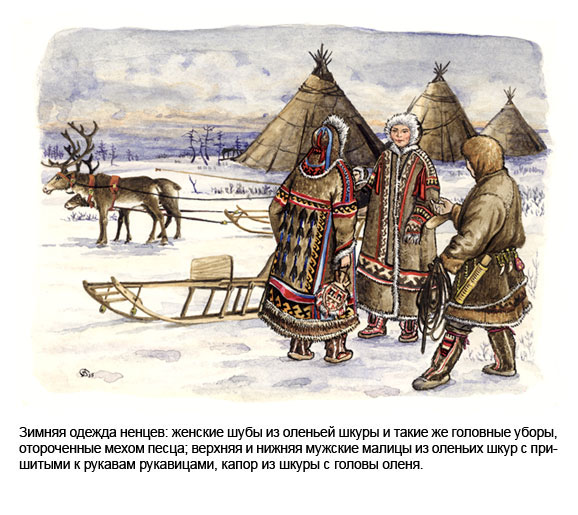 Зимняя одежда ненцев: женские шубы из оленьей шкуры и такие же головные уборы,
отороченные мехом песца; верхняя и нижняя мужские малицы из оленьих шкур с при-
шитыми к рукавам рукавицами, капор из шкуры с головы оленя.